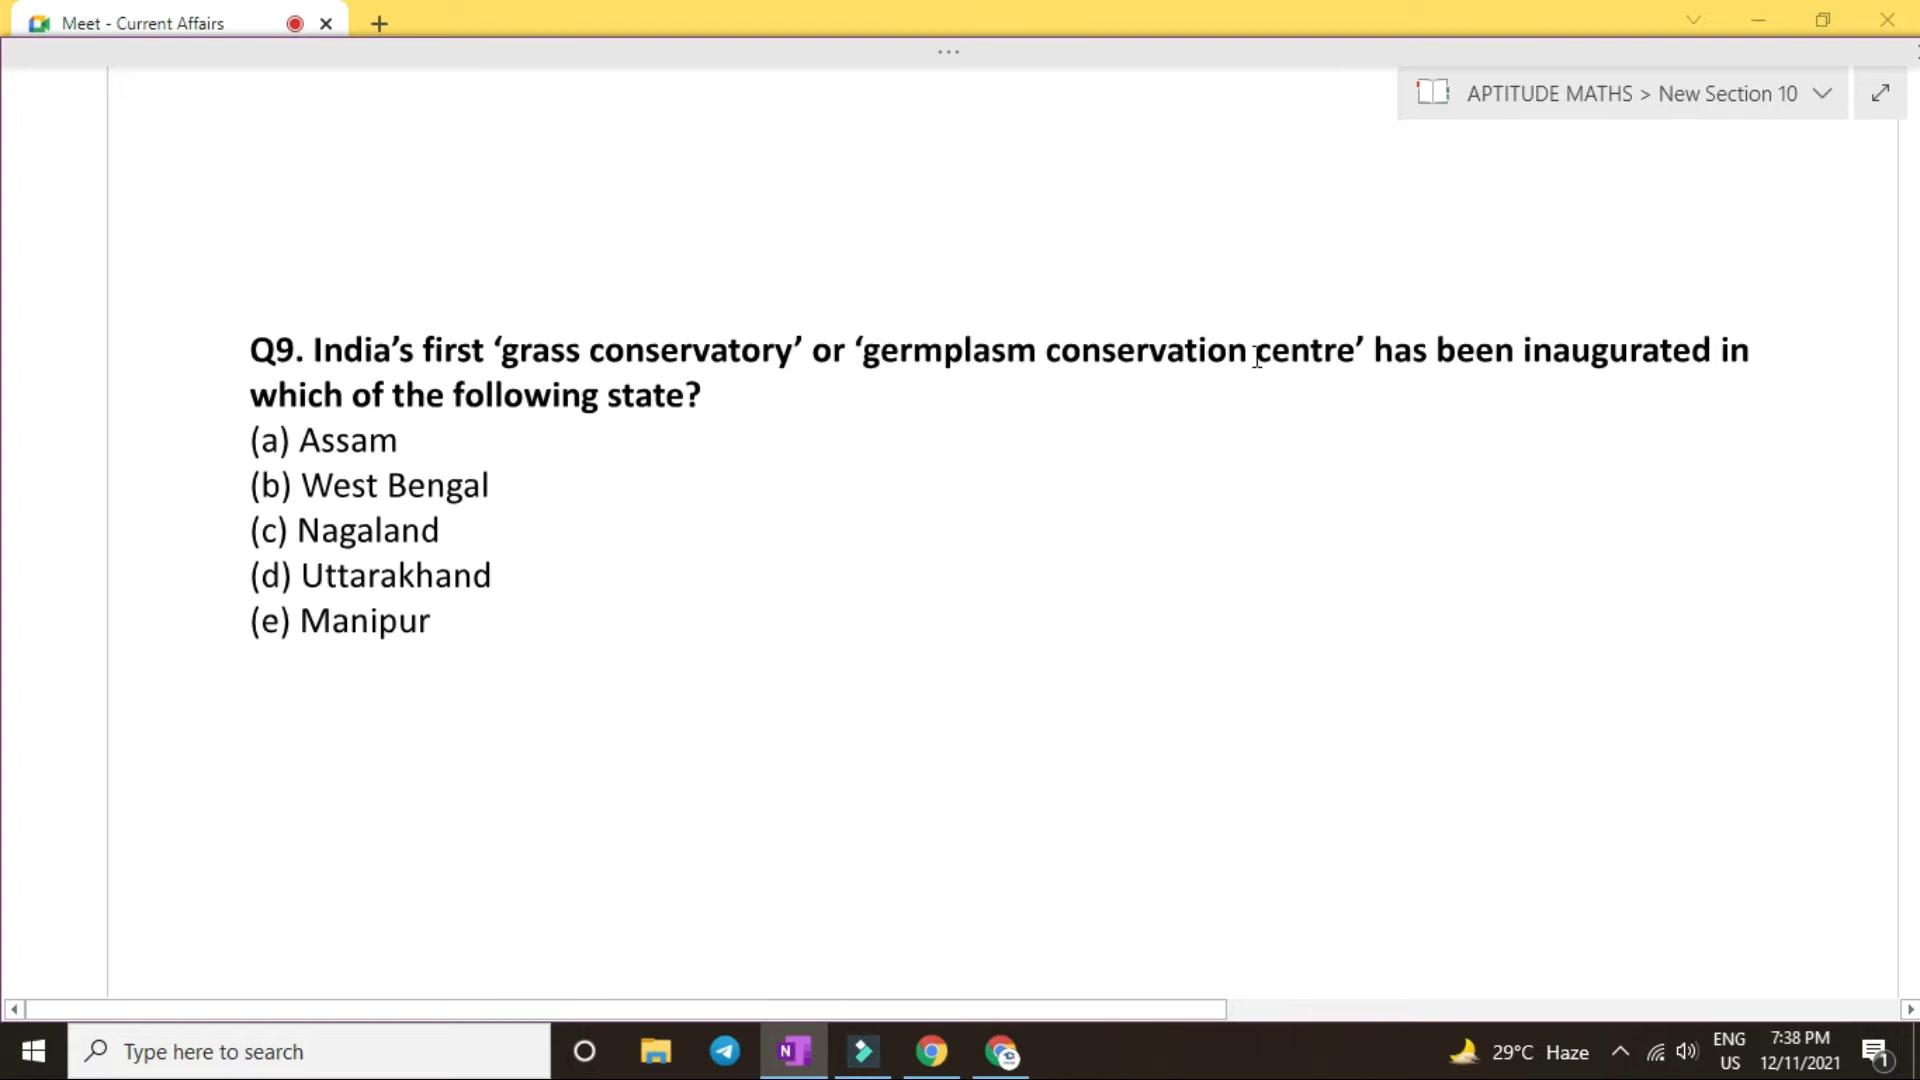 Meet - Current Affairs
APTITUDE MATHS > New Section 10
Q9. India’s first ‘grass conservatory’ or ‘germplasm conservation centre’ has been inaugurated in
which of the following state?
(a) Assam
(b) West Bengal
(c) Nagaland
(d) Uttarakhand
(e) Manipur
Type here to search
29°C Haze
ENG
US
7:38 PM
12/11/2021
1